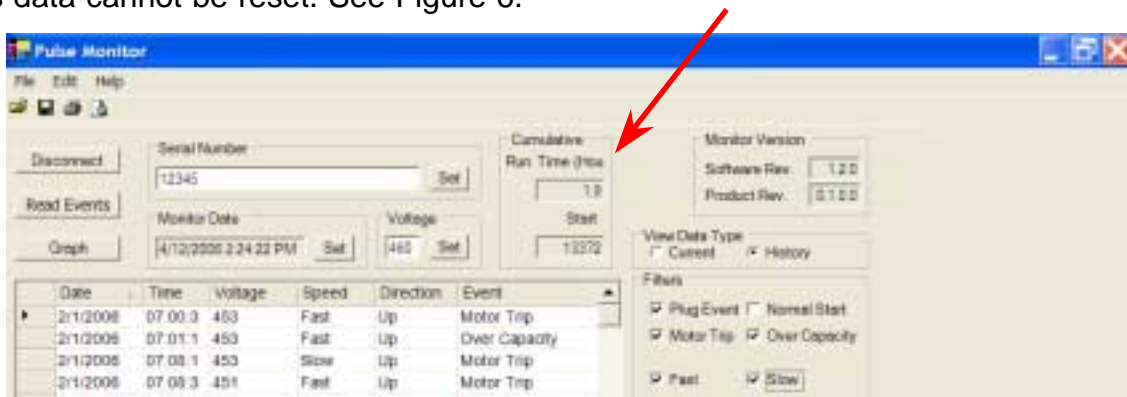 s data cannot be reset. See Figure 6.
Pulse Monitor
File Edit Help
Disconnect
Read Events
Graph
Serial Number
12345 Set
Monitor Date
4/12/2006 2:24:22 PM Set
Voltage
460 Set
Cumulative
Run Time (Hou
1.9
Start
13372
Monitor Version
Software Rev. 1.2.0
Product Rev. 0.1.0.0
View Data Type
Current History
Filters
Plug Event Normal Start
Motor Trip Over Capacity
Fast Slow
Date Time Voltage Speed Direction Event
2/1/2006 07:00:3 453 Fast Up Motor Trip
2/1/2006 07:01:1 453 Fast Up Over Capacity
2/1/2006 07:08:1 453 Slow Up Motor Trip
2/1/2006 07:08:3 451 Fast Up Motor Trip